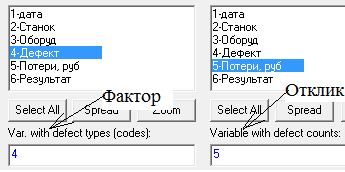 1-дата
2-Станок
3-Оборуд
4-Дефект
5-Потери, руб
6-Результат
Select All Spread Zoom
Фактор
Var. with defect types (codes):
4
1-дата
2-Станок
3-Оборуд
4-Дефект
5-Потери, руб
6-Результат
Select All Spread
Отклик
Variable with defect counts:
5